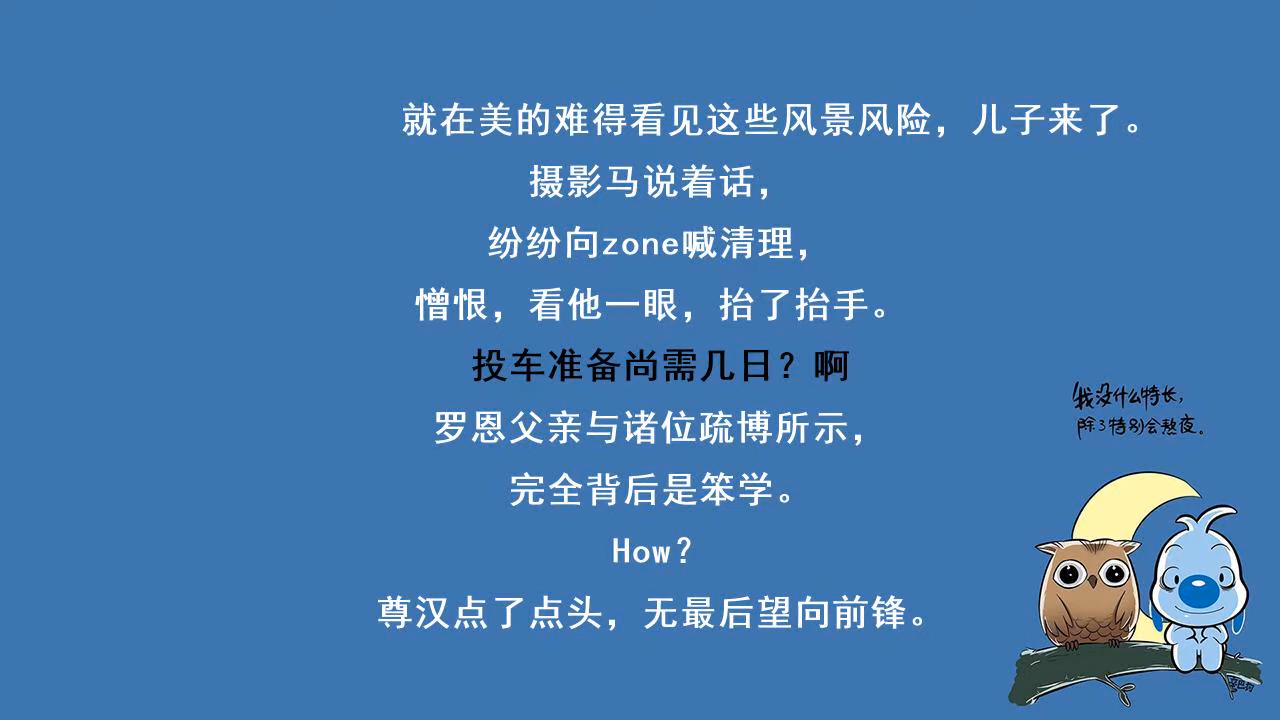 就在美的难得看见这些风景风险，儿子来了。
摄影马说着话，
纷纷向zone喊清理，
憎恨，看他一眼，抬了抬手。
投车准备尚需几日？啊
罗恩父亲与诸位疏博所示，
完全背后是笨学。
How？
尊汉点了点头，无最后望向前锋。
我没什么特长，
除了特别会熬夜。